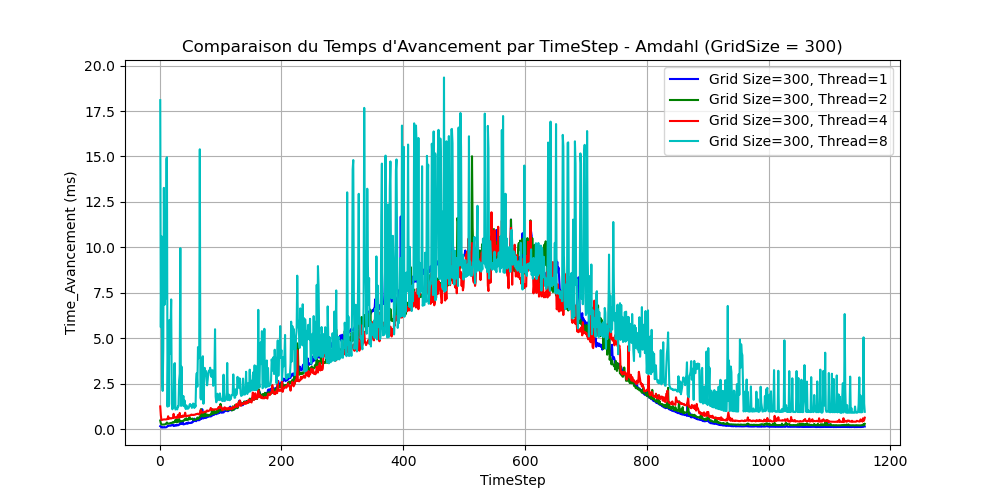 Comparaison du Temps d'Avancement par TimeStep - Amdahl (GridSize = 300)
20.0
17.5
15.0
12.5
10.0
7.5
5.0
2.5
0.0
Time_Avancement (ms)
Grid Size=300, Thread=1
Grid Size=300, Thread=2
Grid Size=300, Thread=4
Grid Size=300, Thread=8
0 200 400 600 800 1000 1200
TimeStep